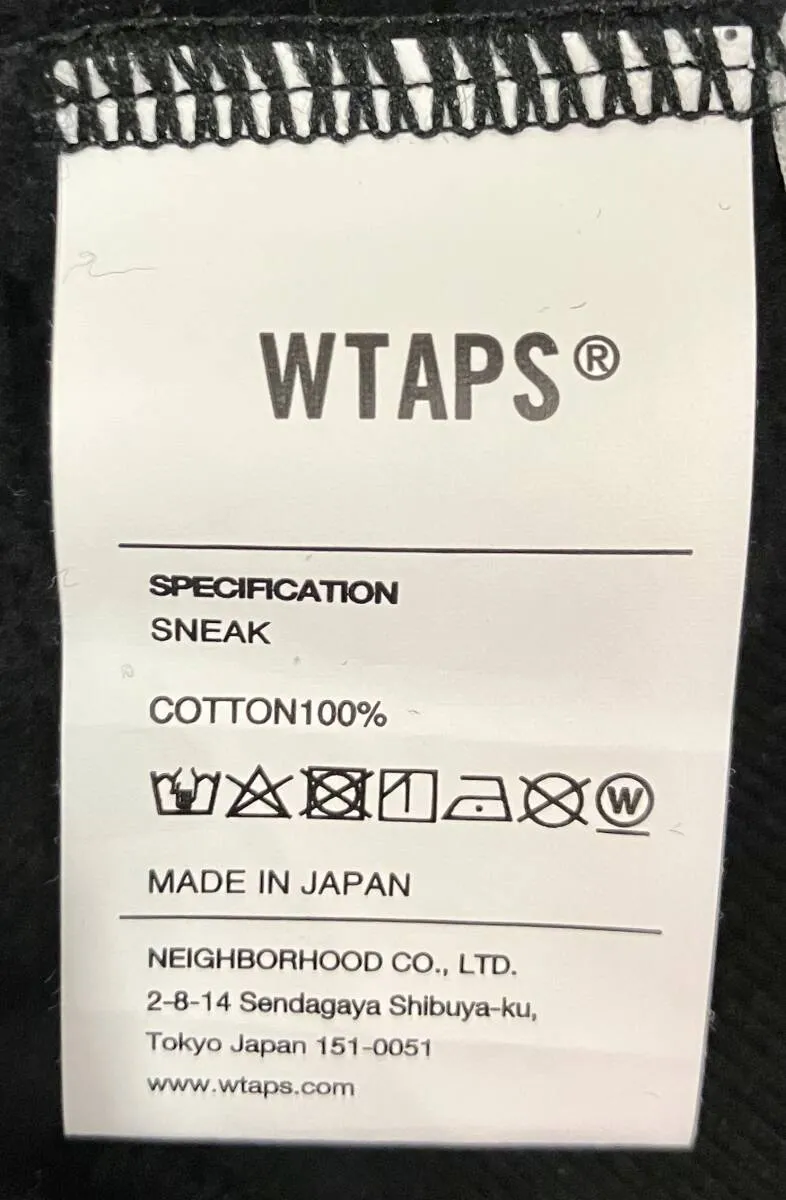 WTAPS®
SPECIFICATION
SNEAK
COTTON100%
W
MADE IN JAPAN
NEIGHBORHOOD CO., LTD.
2-8-14 Sendagaya Shibuya-ku,
Tokyo Japan 151-0051
www.wtaps.com